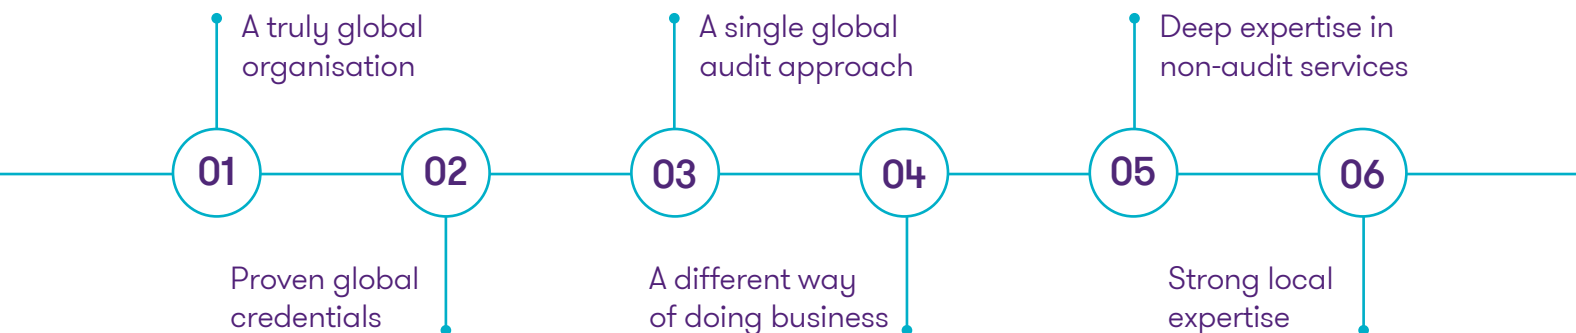 A truly global
organisation
A single global
audit approach
Deep expertise in
non-audit services
01
02
03
04
05
06
Proven global
credentials
A different way
of doing business
Strong local
expertise